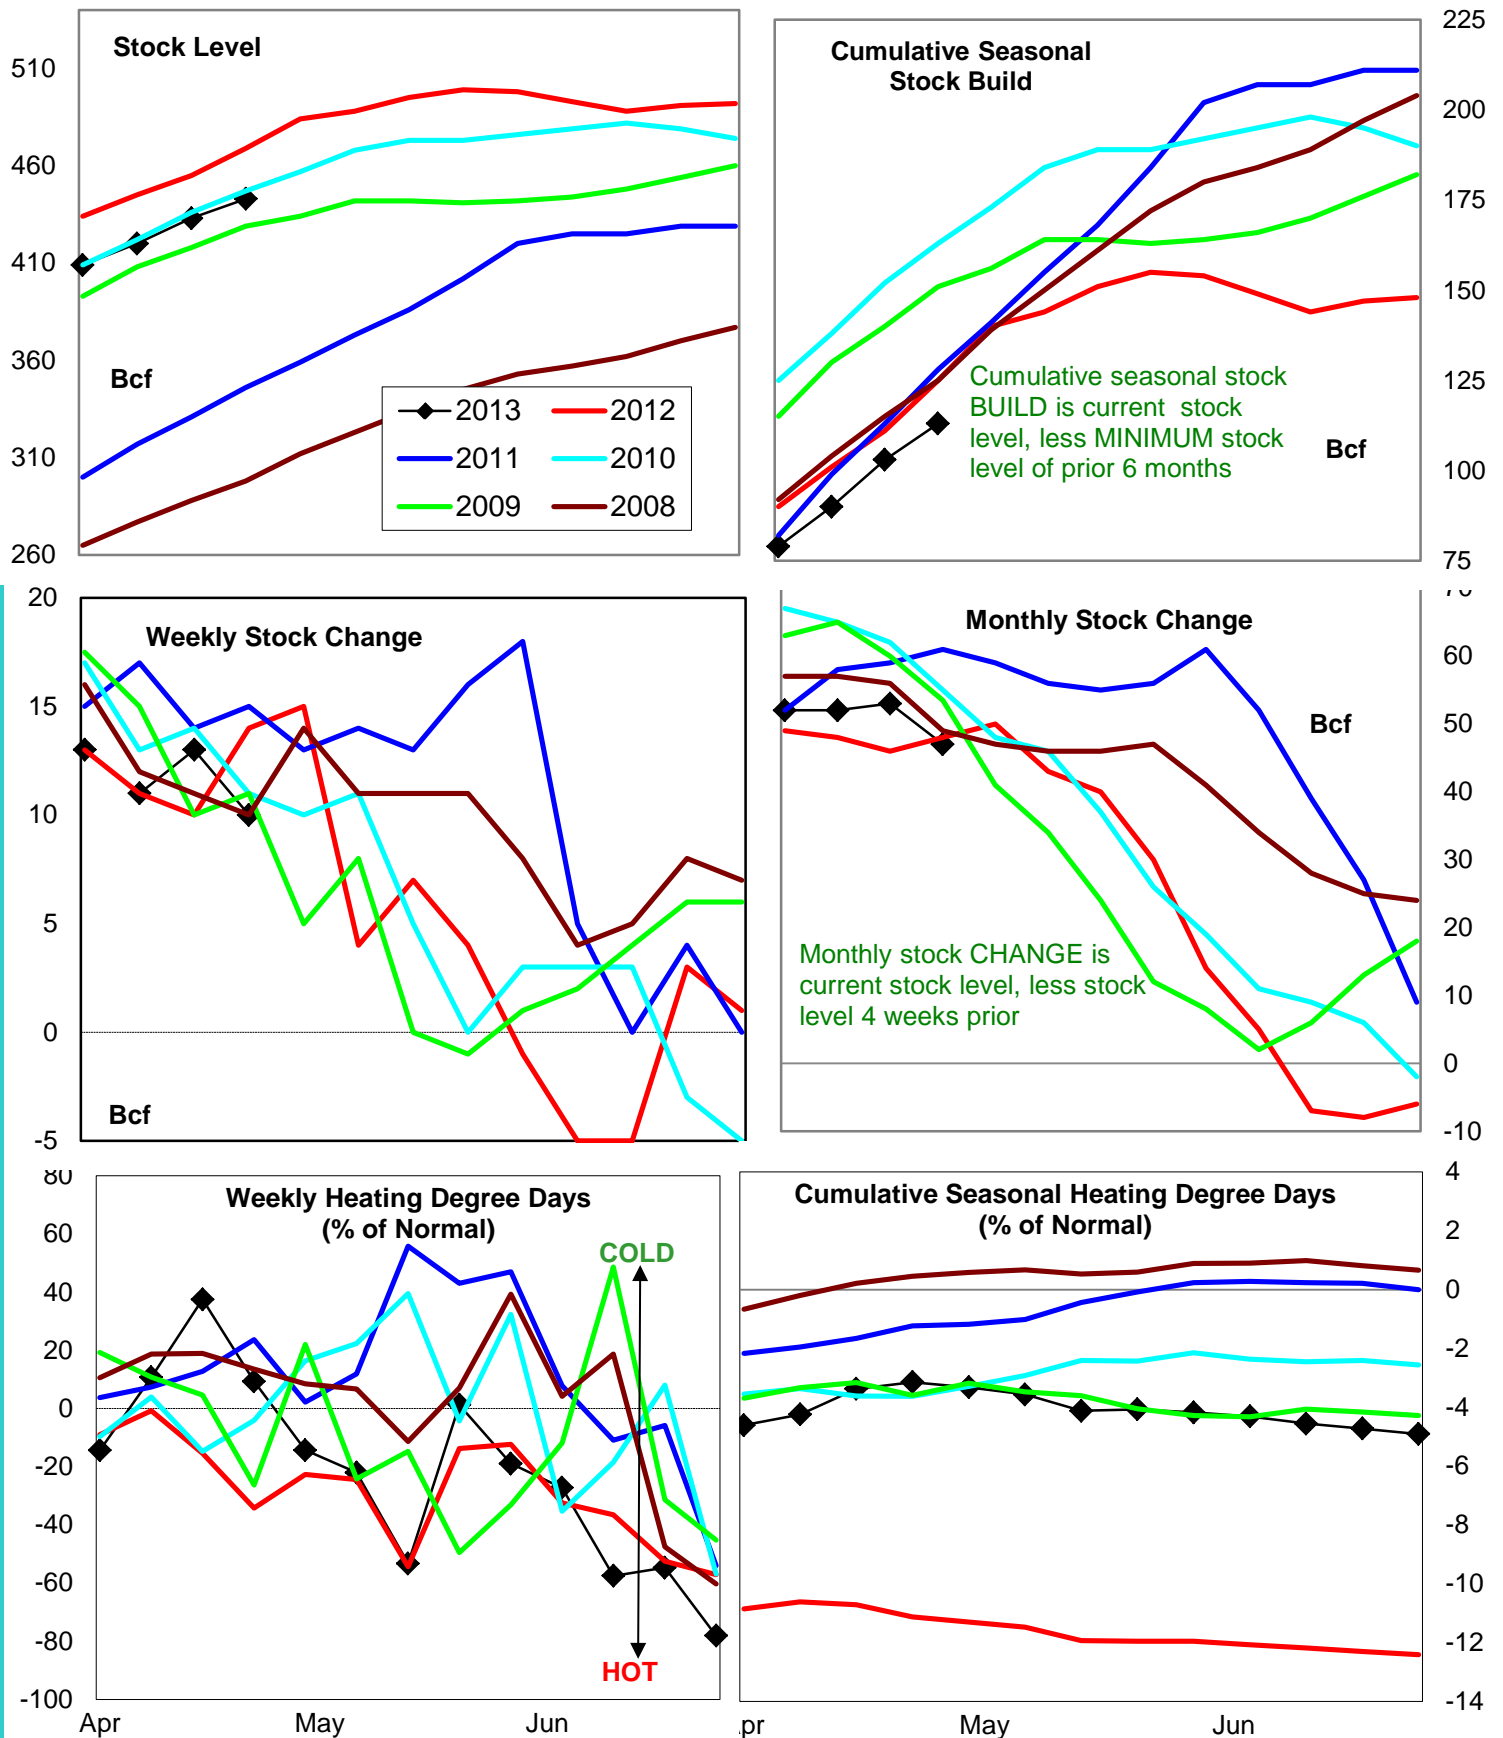 Stock Level
510
460
410
360
310
260
Bcf
2013
2012
2011
2010
2009
2008
Cumulative Seasonal
Stock Build
225
200
175
150
125
100
75
Cumulative seasonal stock
BUILD is current stock
level, less MINIMUM stock
level of prior 6 months
Bcf
Weekly Stock Change
20
15
10
5
0
-5
Bcf
Monthly Stock Change
70
60
50
40
30
20
10
0
-10
Bcf
Monthly stock CHANGE is
current stock level, less stock
level 4 weeks prior
Weekly Heating Degree Days
(% of Normal)
80
60
40
20
0
-20
-40
-60
-80
-100
COLD
HOT
Apr
May
Jun
Cumulative Seasonal Heating Degree Days
(% of Normal)
4
2
0
-2
-4
-6
-8
-10
-12
-14
pr
May
Jun